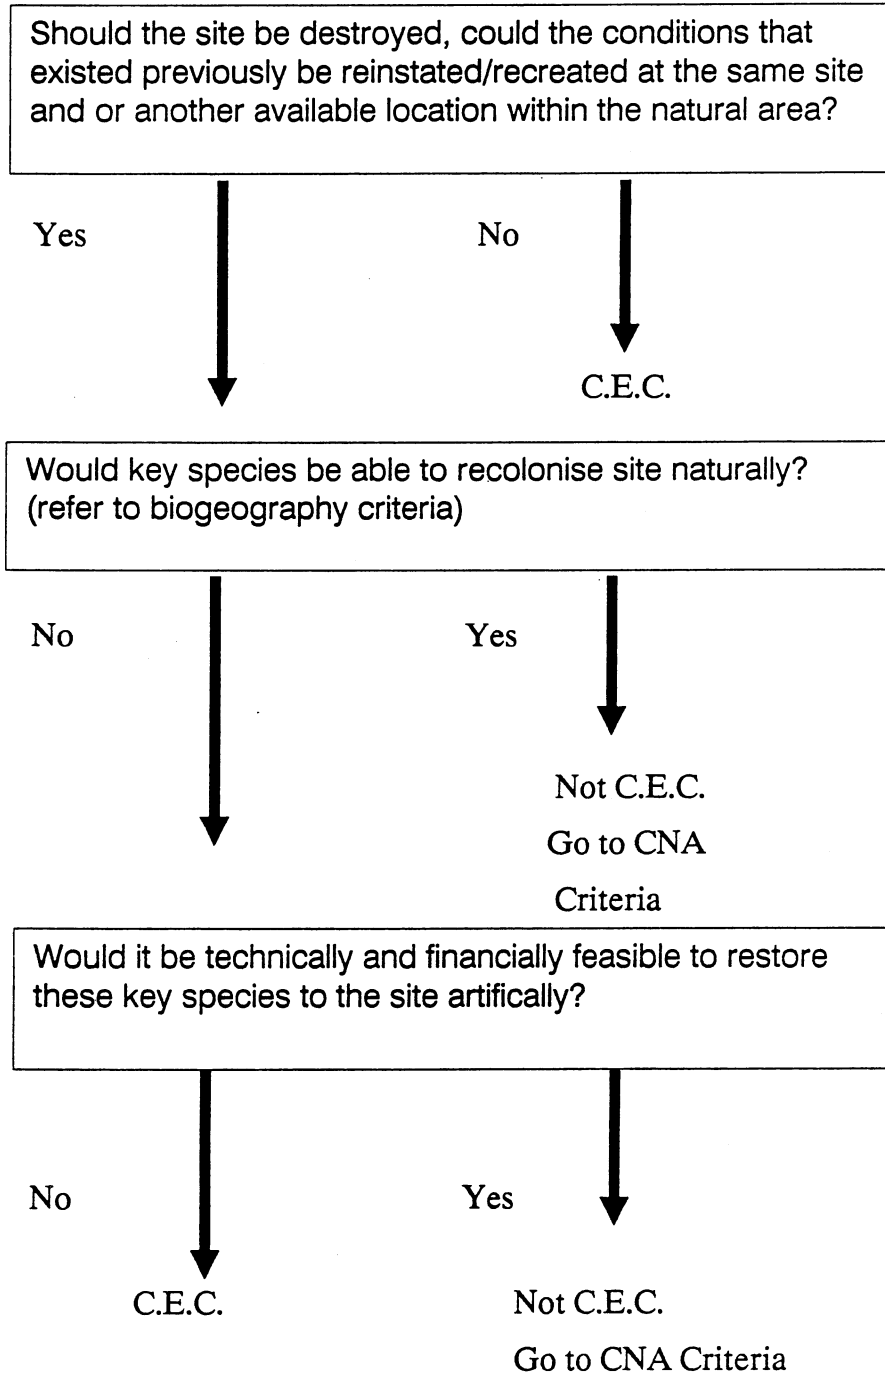 Should the site be destroyed, could the conditions that
existed previously be reinstated/recreated at the same site
and or another available location within the natural area?
Yes
No
C.E.C.
Would key species be able to recolonise site naturally?
(refer to biogeography criteria)
No
Yes
Not C.E.C.
Go to CNA
Criteria
Would it be technically and financially feasible to restore
these key species to the site artifically?
No
Yes
C.E.C.
Not C.E.C.
Go to CNA Criteria